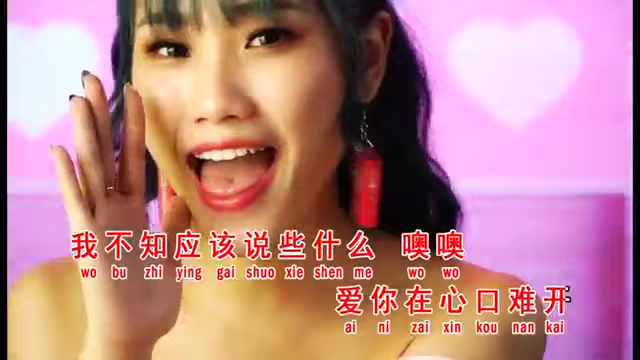 我不知应该说些什么 噢噢
wo bu zhi ying gai shuo xie shen me wo wo
爱你在心口难开
ai ni zai xin kou nan kai